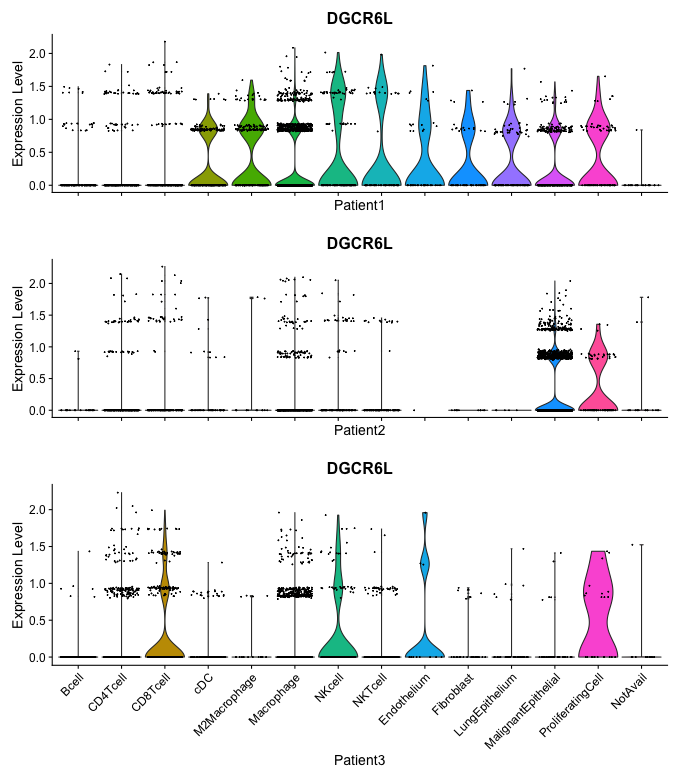 DGCR6L
Expression Level
2.0
1.5
1.0
0.5
0.0
Patient1
DGCR6L
Expression Level
2.0
1.5
1.0
0.5
0.0
Patient2
DGCR6L
Expression Level
2.0
1.5
1.0
0.5
0.0
Bcell
CD4Tcell
CD8Tcell
cDC
M2Macrophage
Macrophage
NKcell
NKTcell
Endothelium
Fibroblast
LungEpithelium
MalignantEpithelial
ProliferatingCell
NotAvail
Patient3